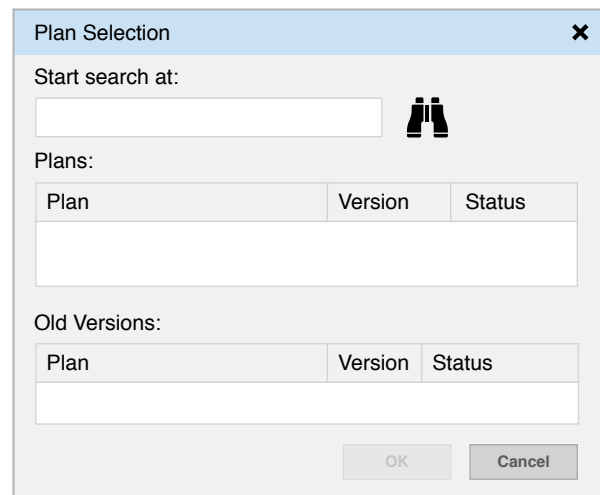 Plan Selection
Start search at:
Plans:
Plan Version Status
Old Versions:
Plan Version Status
OK Cancel